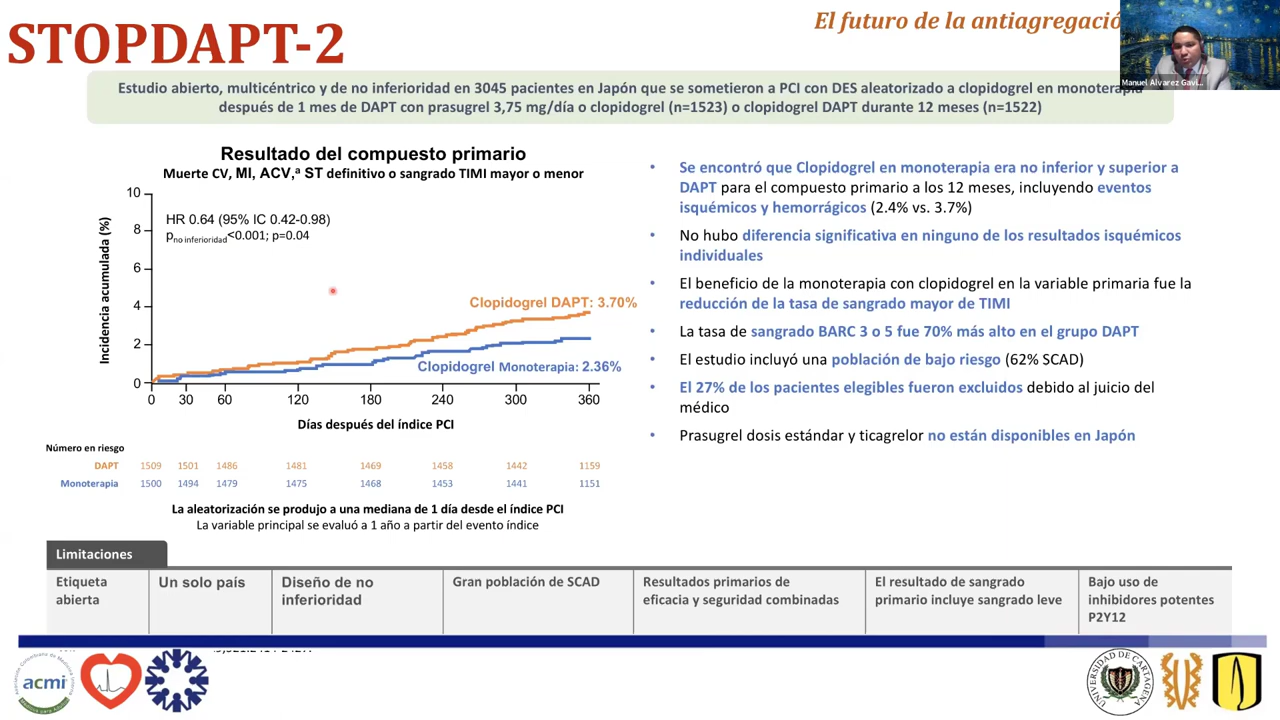 STOPDAPT-2
El futuro de la antiagregació
Manuel Alvarez Gavi...
Estudio abierto, multicéntrico y de no inferioridad en 3045 pacientes en Japón que se sometieron a PCI con DES aleatorizado a clopidogrel en monoterapia
después de 1 mes de DAPT con prasugrel 3,75 mg/día o clopidogrel (n=1523) o clopidogrel DAPT durante 12 meses (n=1522)
Resultado del compuesto primario
Muerte CV, MI, ACV,ª ST definitivo o sangrado TIMI mayor o menor
Incidencia acumulada (%)
10
8
6
4
2
0
HR 0.64 (95% IC 0.42-0.98)
pno inferioridad<0.001; p=0.04
Clopidogrel DAPT: 3.70%
Clopidogrel Monoterapia: 2.36%
0 30 60 120 180 240 300 360
Días después del índice PCI
Número en riesgo
DAPT 1509 1501 1486 1481 1469 1458 1442 1159
Monoterapia 1500 1494 1479 1475 1468 1453 1441 1151
La aleatorización se produjo a una mediana de 1 día desde el índice PCI
La variable principal se evaluó a 1 año a partir del evento índice
• Se encontró que Clopidogrel en monoterapia era no inferior y superior a
DAPT para el compuesto primario a los 12 meses, incluyendo eventos
isquémicos y hemorrágicos (2.4% vs. 3.7%)
• No hubo diferencia significativa en ninguno de los resultados isquémicos
individuales
• El beneficio de la monoterapia con clopidogrel en la variable primaria fue la
reducción de la tasa de sangrado mayor de TIMI
• La tasa de sangrado BARC 3 o 5 fue 70% más alto en el grupo DAPT
• El estudio incluyó una población de bajo riesgo (62% SCAD)
• El 27% de los pacientes elegibles fueron excluidos debido al juicio del
médico
• Prasugrel dosis estándar y ticagrelor no están disponibles en Japón
Limitaciones
Etiqueta
abierta
Un solo país
Diseño de no
inferioridad
Gran población de SCAD
Resultados primarios de
eficacia y seguridad combinadas
El resultado de sangrado
primario incluye sangrado leve
Bajo uso de
inhibidores potentes
P2Y12
acmi
UNIVERSIDAD DE CARTAGENA